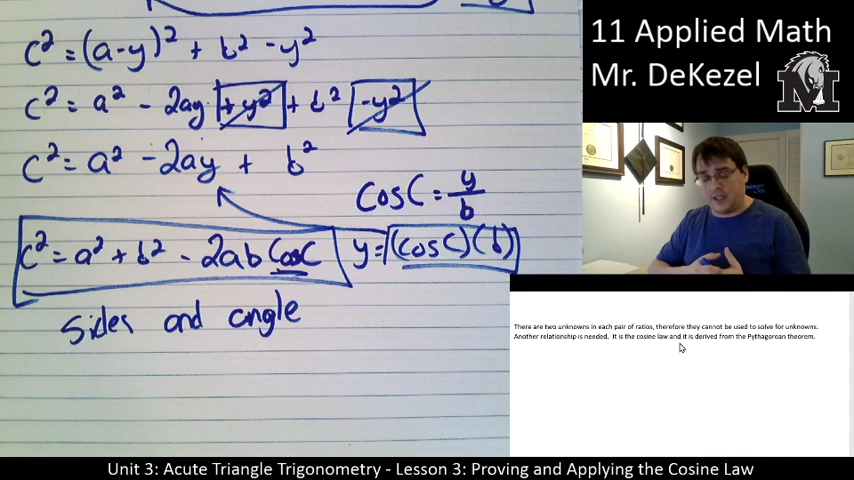 c² = (a-y)² + b² - y²
c² = a² - 2ay + y² + b² - y²
c² = a² - 2ay + b²
CosC = y/b
c² = a² + b² - 2ab CosC
y = (CosC)(b)
Sides and angle
11 Applied Math
Mr. DeKezel
M
There are two unknowns in each pair of ratios, therefore they cannot be used to solve for unknowns.
Another relationship is needed. It is the cosine law and it is derived from the Pythagorean theorem.
Unit 3: Acute Triangle Trigonometry - Lesson 3: Proving and Applying the Cosine Law